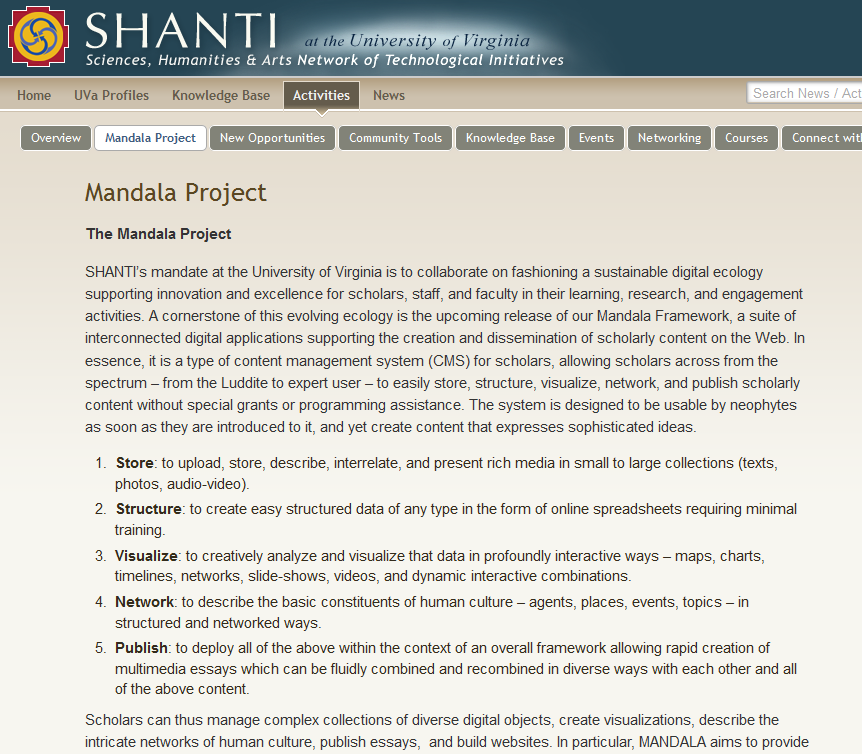 SHANTI at the University of Virginia
Sciences, Humanities & Arts Network of Technological Initiatives
Home UVa Profiles Knowledge Base Activities News Search News / Act
Overview Mandala Project New Opportunities Community Tools Knowledge Base Events Networking Courses Connect with
Mandala Project
The Mandala Project
SHANTI's mandate at the University of Virginia is to collaborate on fashioning a sustainable digital ecology
supporting innovation and excellence for scholars, staff, and faculty in their learning, research, and engagement
activities. A cornerstone of this evolving ecology is the upcoming release of our Mandala Framework, a suite of
interconnected digital applications supporting the creation and dissemination of scholarly content on the Web. In
essence, it is a type of content management system (CMS) for scholars, allowing scholars across from the
spectrum – from the Luddite to expert user – to easily store, structure, visualize, network, and publish scholarly
content without special grants or programming assistance. The system is designed to be usable by neophytes
as soon as they are introduced to it, and yet create content that expresses sophisticated ideas.
1. Store: to upload, store, describe, interrelate, and present rich media in small to large collections (texts,
photos, audio-video).
2. Structure: to create easy structured data of any type in the form of online spreadsheets requiring minimal
training.
3. Visualize: to creatively analyze and visualize that data in profoundly interactive ways – maps, charts,
timelines, networks, slide-shows, videos, and dynamic interactive combinations.
4. Network: to describe the basic constituents of human culture – agents, places, events, topics – in
structured and networked ways.
5. Publish: to deploy all of the above within the context of an overall framework allowing rapid creation of
multimedia essays which can be fluidly combined and recombined in diverse ways with each other and all
of the above content.
Scholars can thus manage complex collections of diverse digital objects, create visualizations, describe the
intricate networks of human culture, publish essays, and build websites. In particular, MANDALA aims to provide